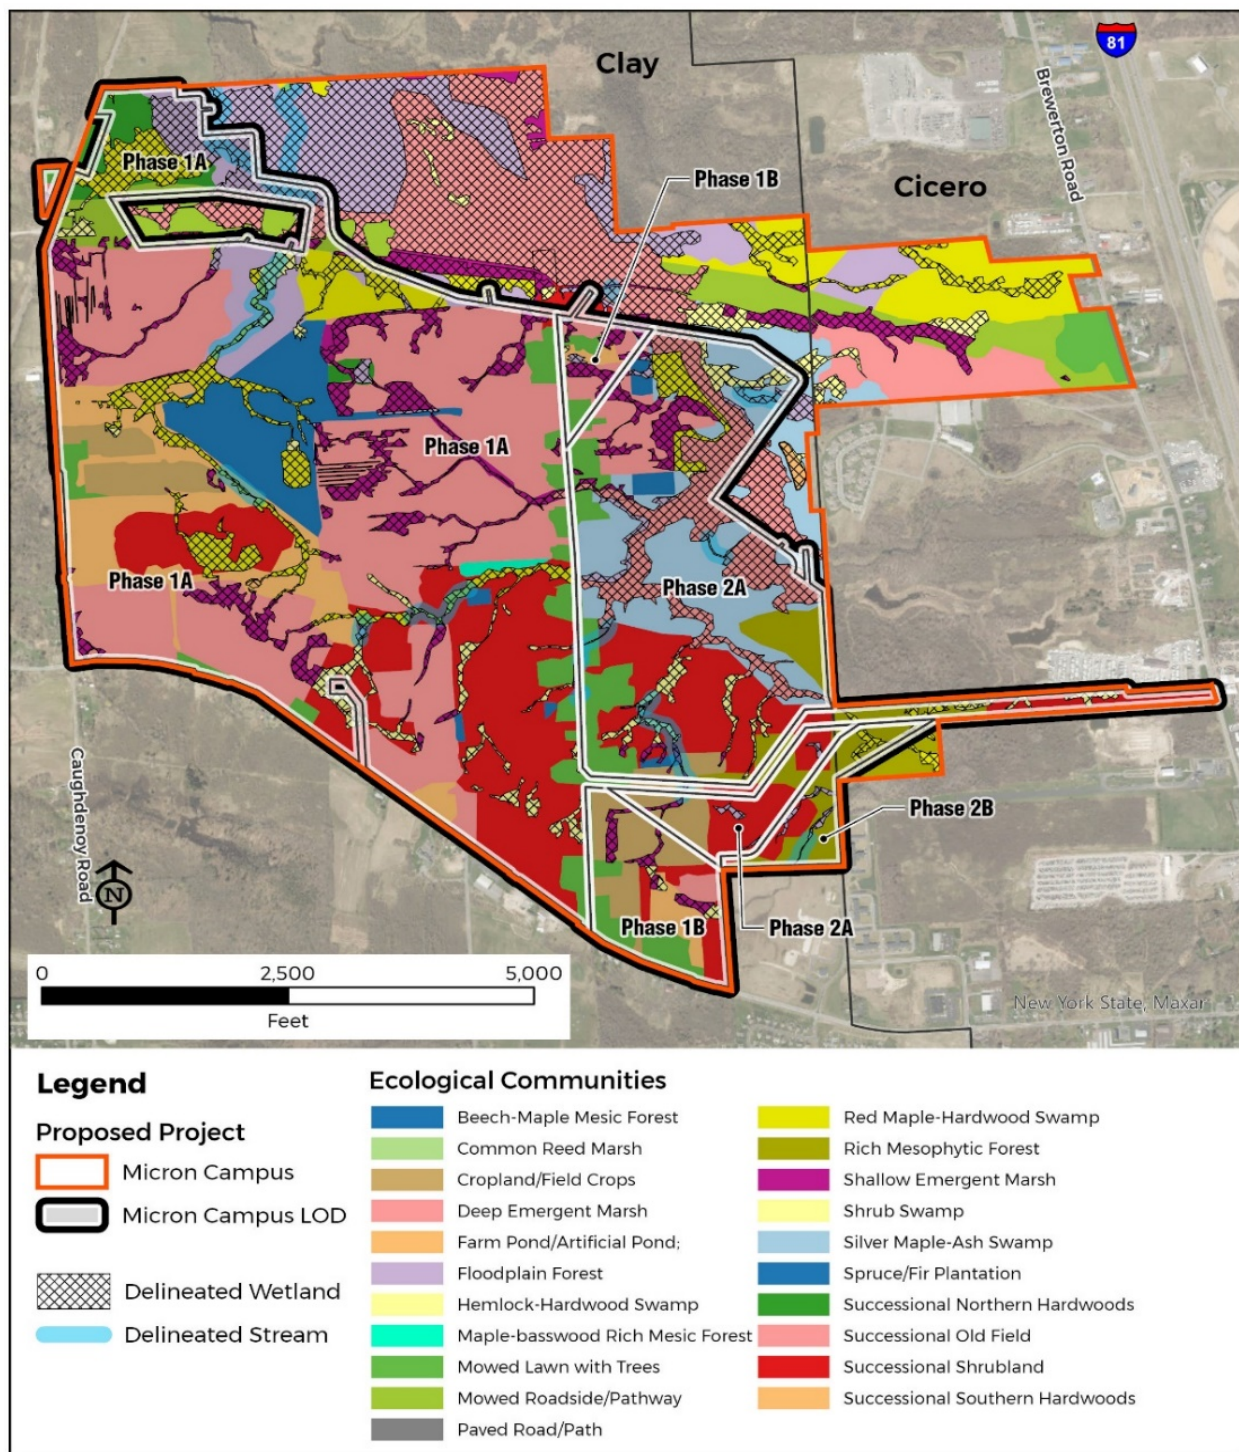 Clay
81
Brewerton Road
Phase 1A
Phase 1B
Cicero
Phase 1A
Phase 1A
Phase 2A
Caughdenoy Road
Phase 2B
N
Phase 1B
Phase 2A
0 2,500 5,000
Feet
New York State, Maxar
Legend
Proposed Project
Micron Campus
Micron Campus LOD
Delineated Wetland
Delineated Stream
Ecological Communities
Beech-Maple Mesic Forest
Common Reed Marsh
Cropland/Field Crops
Deep Emergent Marsh
Farm Pond/Artificial Pond;
Floodplain Forest
Hemlock-Hardwood Swamp
Maple-basswood Rich Mesic Forest
Mowed Lawn with Trees
Mowed Roadside/Pathway
Paved Road/Path
Red Maple-Hardwood Swamp
Rich Mesophytic Forest
Shallow Emergent Marsh
Shrub Swamp
Silver Maple-Ash Swamp
Spruce/Fir Plantation
Successional Northern Hardwoods
Successional Old Field
Successional Shrubland
Successional Southern Hardwoods